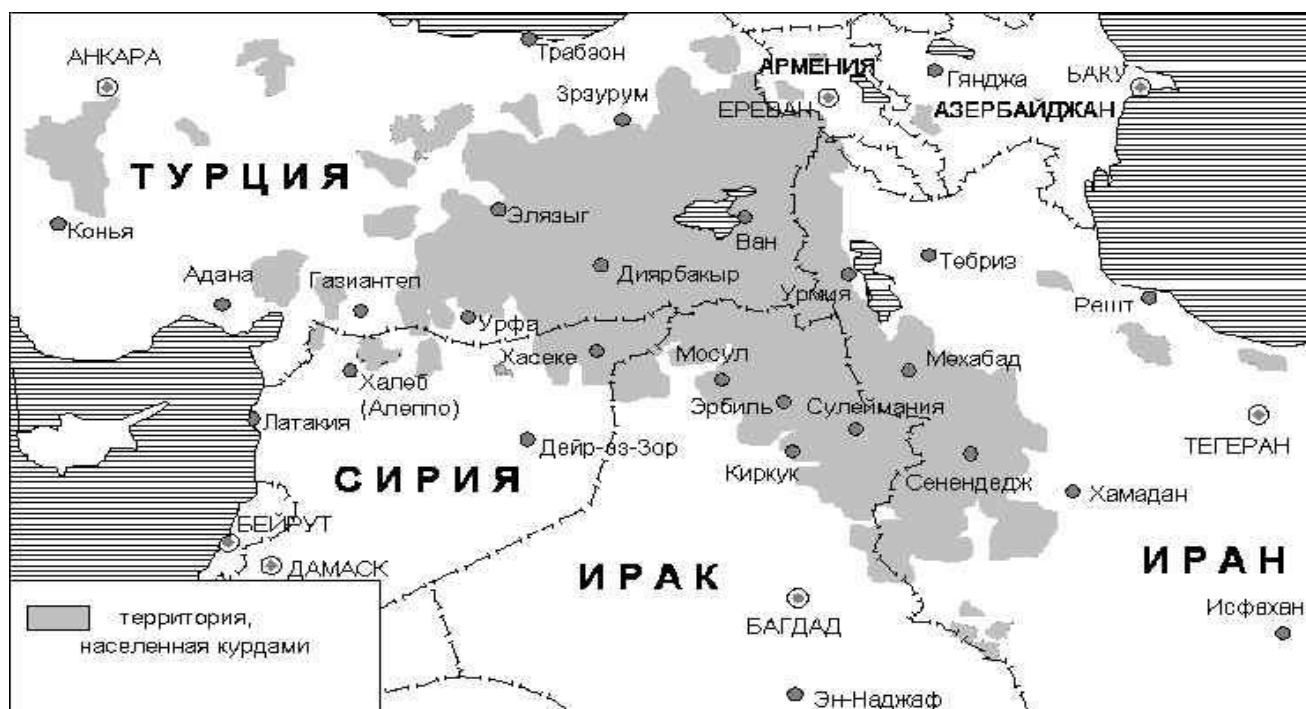 АНКАРА
Трабзон
АРМЕНИЯ
Гянджа
БАКУ
Эрзурум
ЕРЕВАН
АЗЕРБАЙДЖАН
ТУРЦИЯ
Конья
Элязыг
Ван
Тебриз
Адана
Газиантеп
Диярбакыр
Урмия
Решт
Урфа
Хасеке
Мосул
Мехабад
Халеб
(Алеппо)
Эрбиль
Сулеймания
Латакия
Дейр-аз-Зор
ТЕГЕРАН
СИРИЯ
Киркук
Сенендедж
Хамадан
БЕЙРУТ
ДАМАСК
ИРАК
ИРАН
БАГДАД
Исфахан
территория,
населенная курдами
Эн-Наджаф